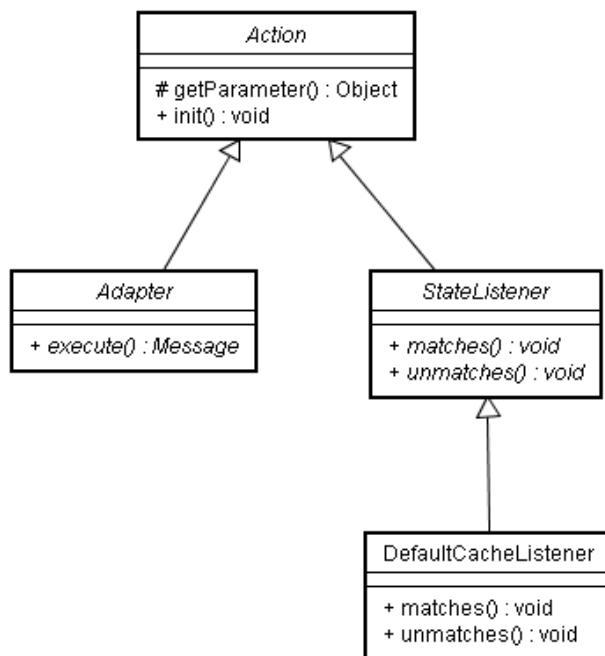 Action
# getParameter() : Object
+ init() : void
Adapter
+ execute() : Message
StateListener
+ matches() : void
+ unmatches() : void
DefaultCacheListener
+ matches() : void
+ unmatches() : void